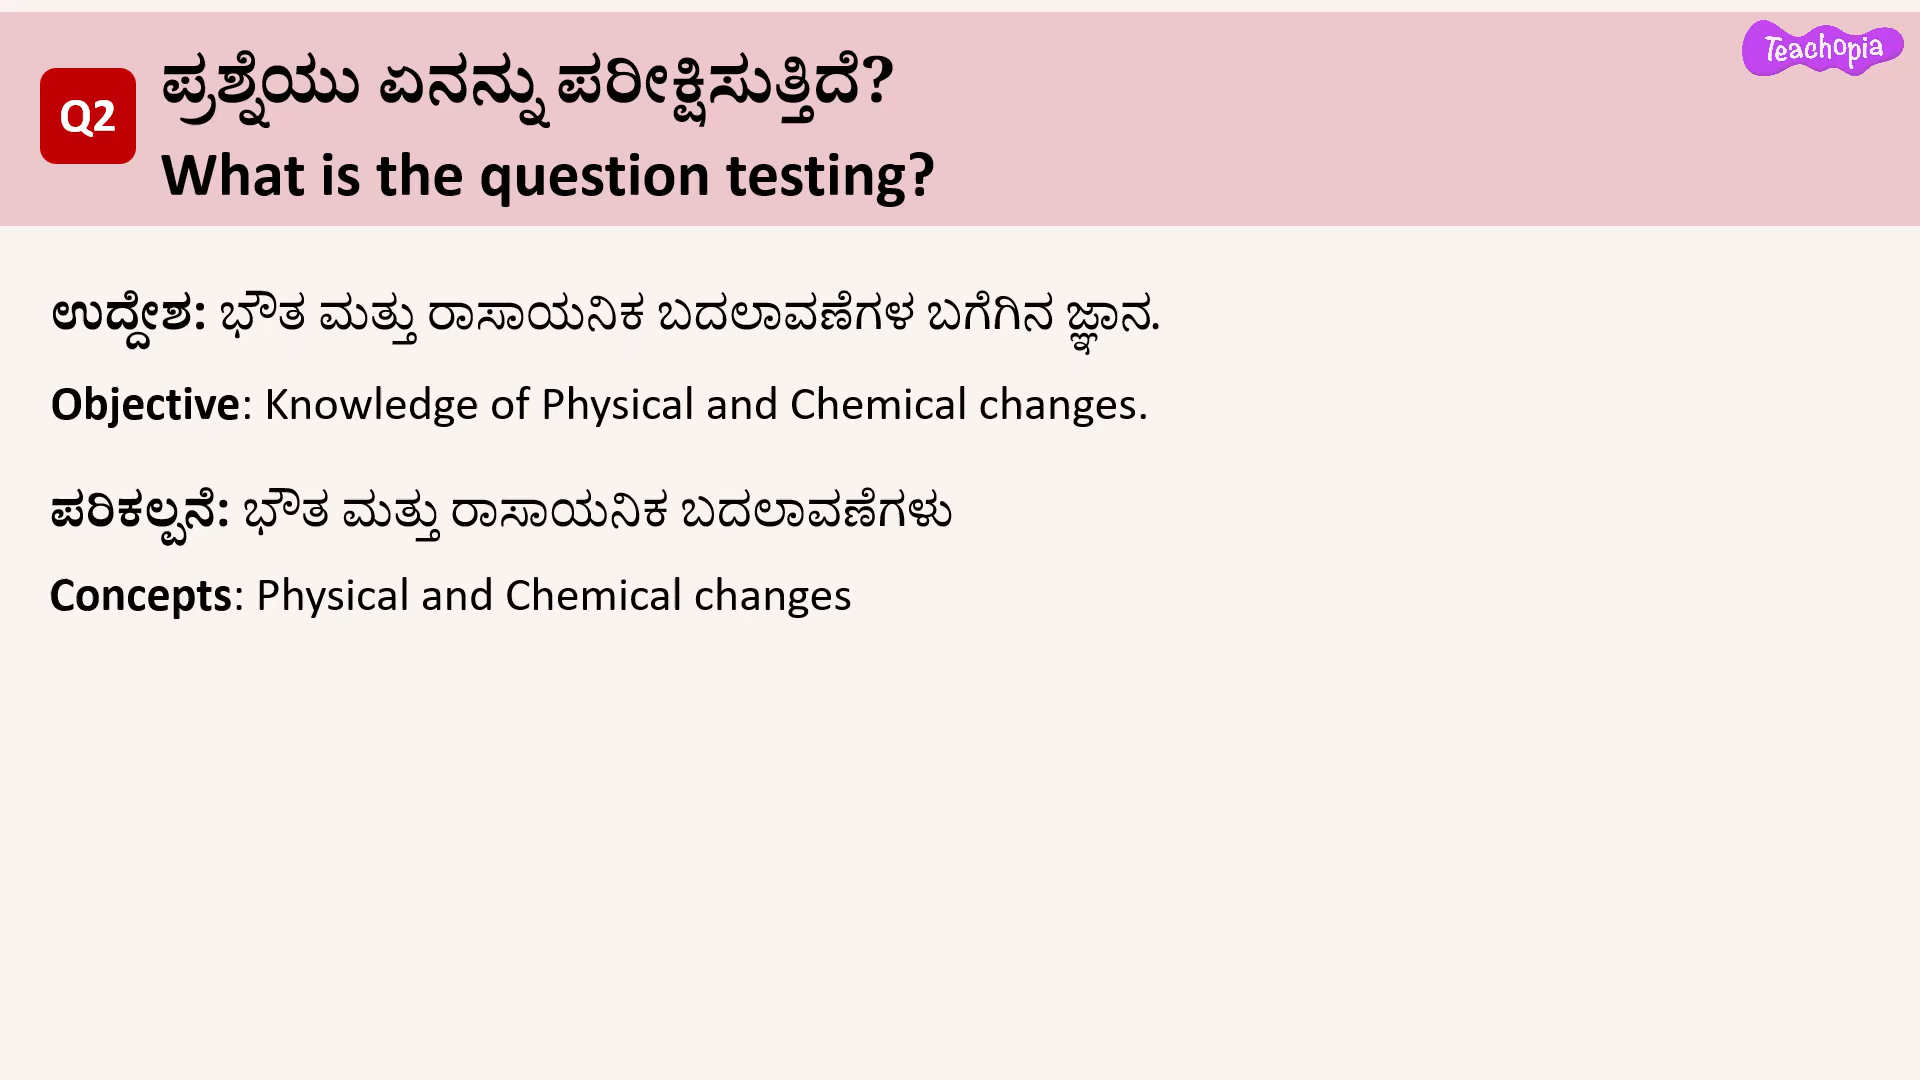 Teachopia
Q2
ಪ್ರಶ್ನೆಯು ಏನನ್ನು ಪರೀಕ್ಷಿಸುತ್ತಿದೆ?
What is the question testing?
ಉದ್ದೇಶ: ಭೌತ ಮತ್ತು ರಾಸಾಯನಿಕ ಬದಲಾವಣೆಗಳ ಬಗೆಗಿನ ಜ್ಞಾನ.
Objective: Knowledge of Physical and Chemical changes.
ಪರಿಕಲ್ಪನೆ: ಭೌತ ಮತ್ತು ರಾಸಾಯನಿಕ ಬದಲಾವಣೆಗಳು
Concepts: Physical and Chemical changes